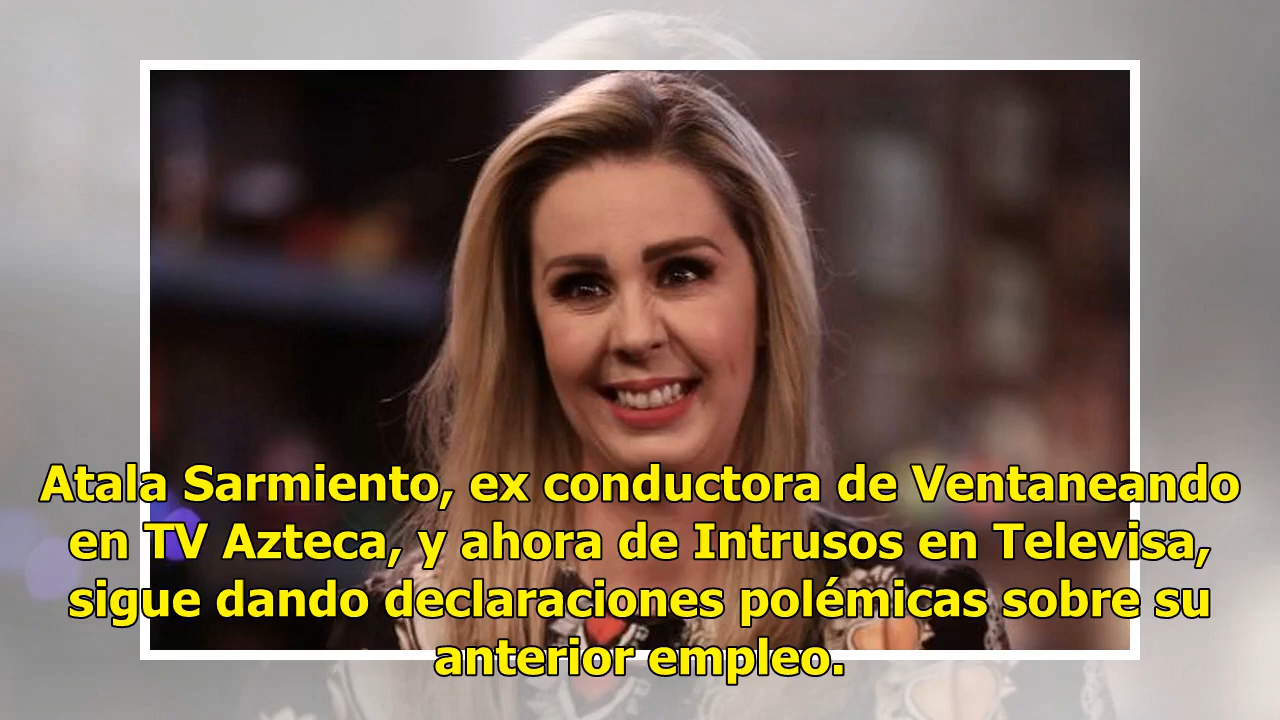 Atala Sarmiento, ex conductora de Ventaneando
en TV Azteca, y ahora de Intrusos en Televisa,
sigue dando declaraciones polémicas sobre su
anterior empleo.